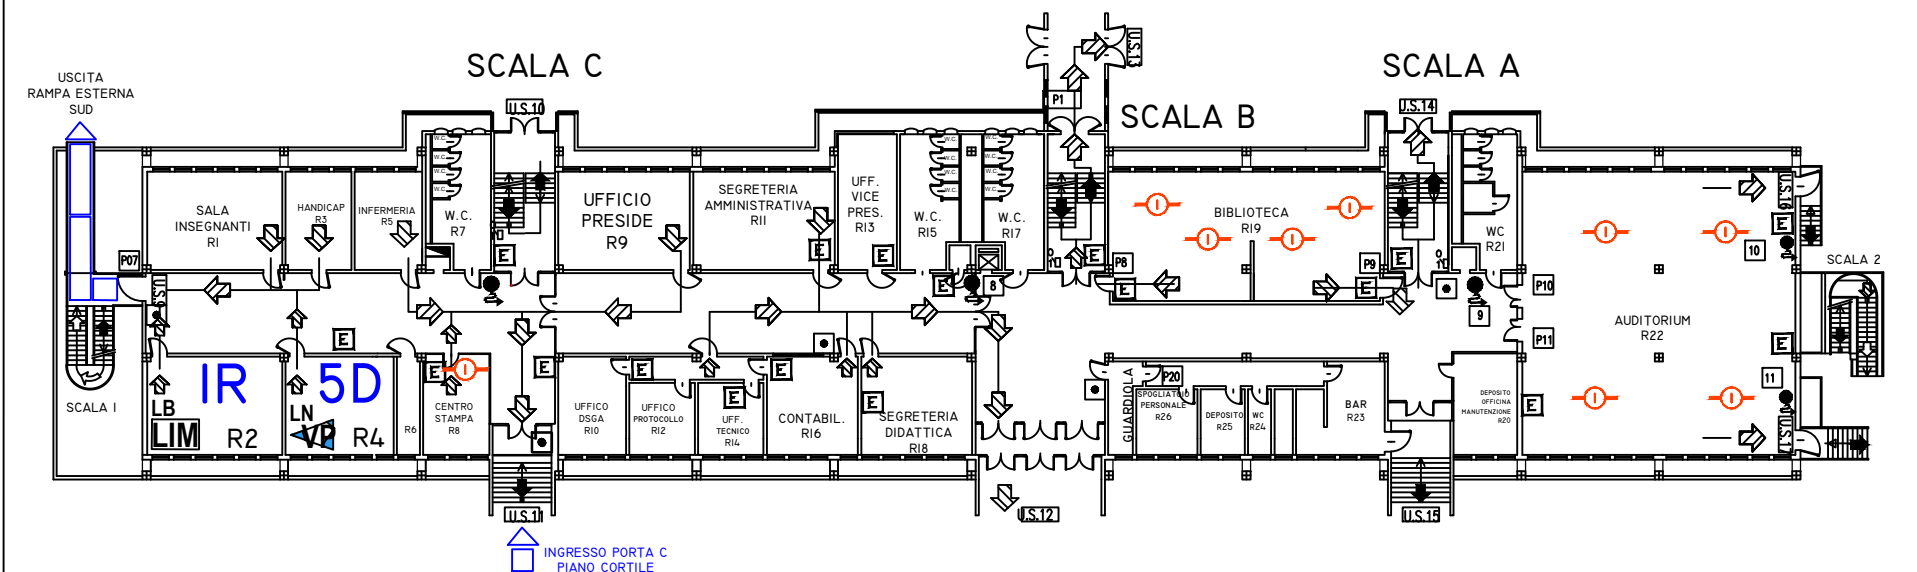 SCALA C
SCALA A
SCALA B
USCITA
RAMPA ESTERNA
SUD
U.S.10
U.S.13
P1
U.S.14
SALA
INSEGNANTI
R1
HANDICAP
R3
INFERMERIA
R5
W.C.
W.C.
W.C.
W.C.
W.C.
R7
UFFICIO
PRESIDE
R9
SEGRETERIA
AMMINISTRATIVA
R11
UFF.
VICE
PRES.
R13
W.C.
W.C.
W.C.
W.C.
W.C.
R15
W.C.
W.C.
W.C.
W.C.
W.C.
R17
BIBLIOTECA
R19
WC
R21
U.S.16
P07
U.S.9
E
E
E
E
E
E
E
E
E
8
P8
P9
9
P10
P11
10
E
SCALA 2
AUDITORIUM
R22
E
11
U.S.17
SCALA 1
1R
LB
LIM
R2
5D
LN
VP
R4
E
R6
E
CENTRO
STAMPA
R8
E
UFFICO
DSGA
R10
E
UFFICIO
PROTOCOLLO
R12
E
UFF.
TECNICO
R14
E
CONTABIL.
R16
E
SEGRETERIA
DIDATTICA
R18
GUARDIOLA
P20
SPOGLIATOIO
PERSONALE
R26
DEPOSITO
R25
WC
R24
BAR
R23
DEPOSITO
OFFICINA
MANUTENZIONE
R20
E
U.S.11
U.S.12
U.S.15
INGRESSO PORTA C
PIANO CORTILE